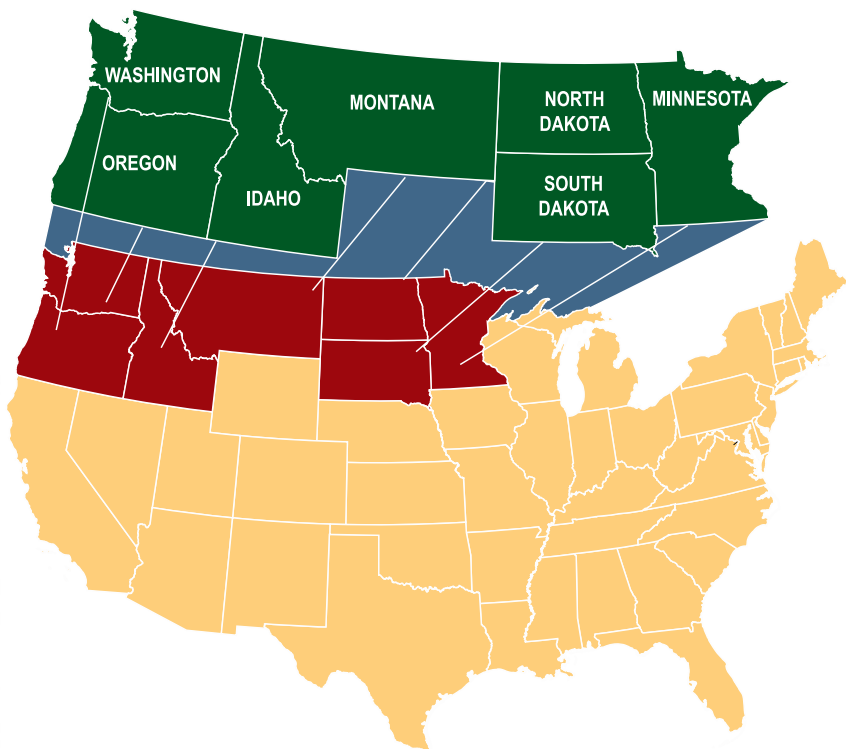 WASHINGTON
MONTANA
NORTH
DAKOTA
MINNESOTA
OREGON
IDAHO
SOUTH
DAKOTA